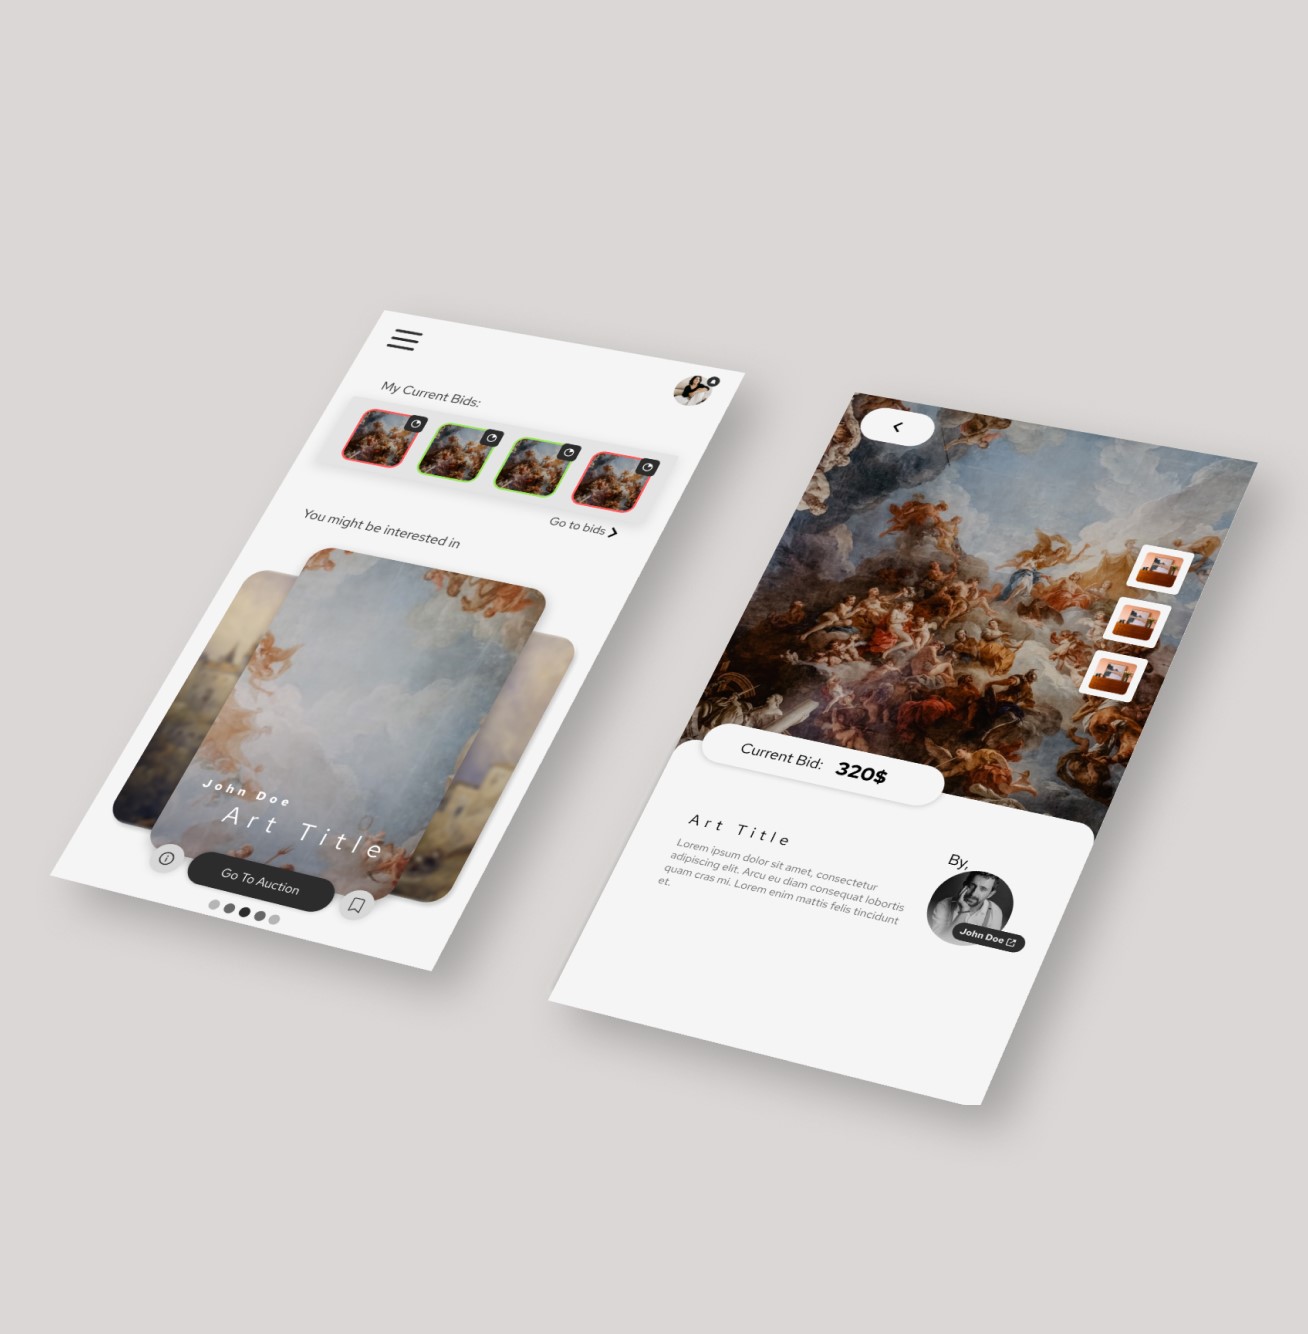 My Current Bids:
Go to bids
You might be interested in
John Doe
Art Title
Go To Auction
Current Bid: 320$
Art Title
Lorem ipsum dolor sit amet, consectetur
adipiscing elit. Arcu eu diam consequat lobortis
quam cras mi. Lorem enim mattis felis tincidunt
et.
By,
John Doe